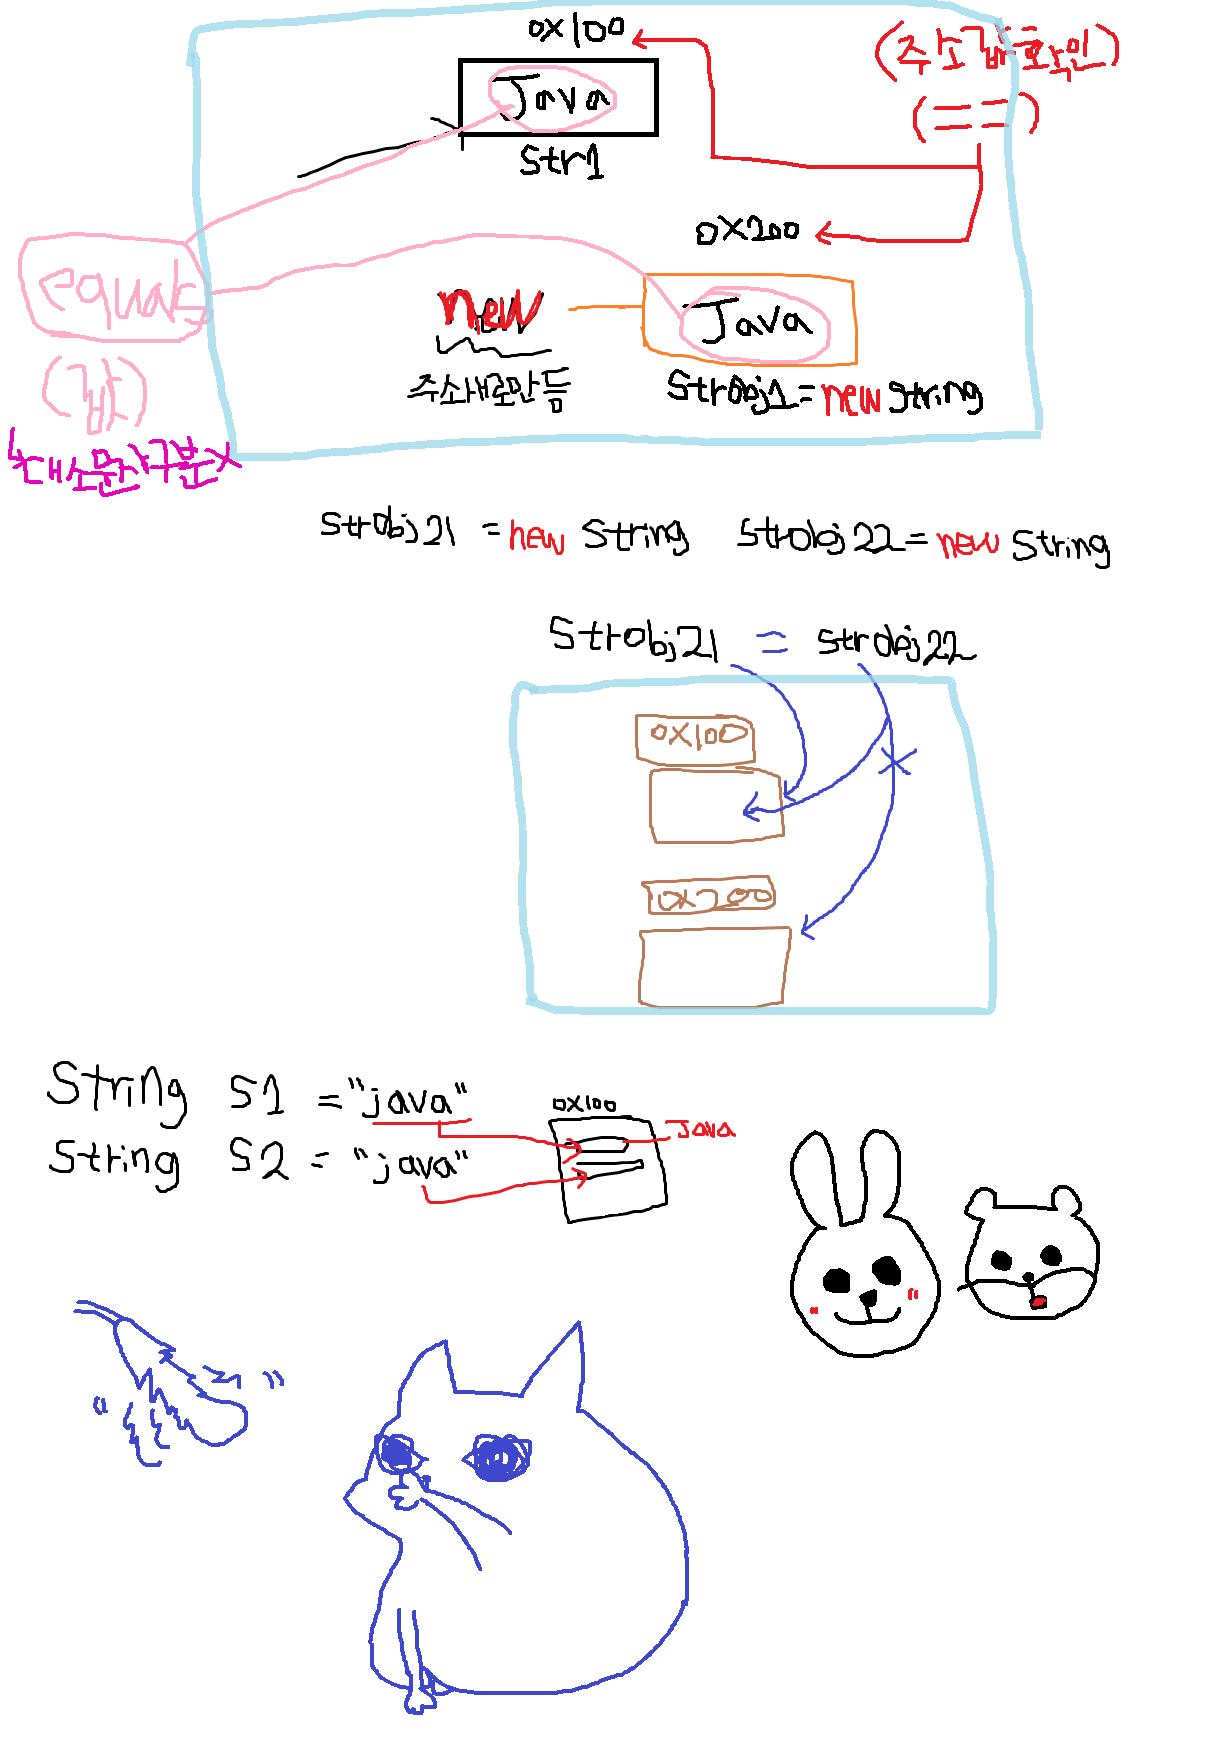 0X100
(주소값 확인)
(==)
Java
Str1
0X200
equals
new
Java
(값)
주소새로만듬
Strobj1=new String
↳대소문자구분X
Strobj21 = new String Strobj22= new String
Strobj21 = strobj22
0X100
0X200
String S1 ="java"
0X100
Java
String S2 = "java"